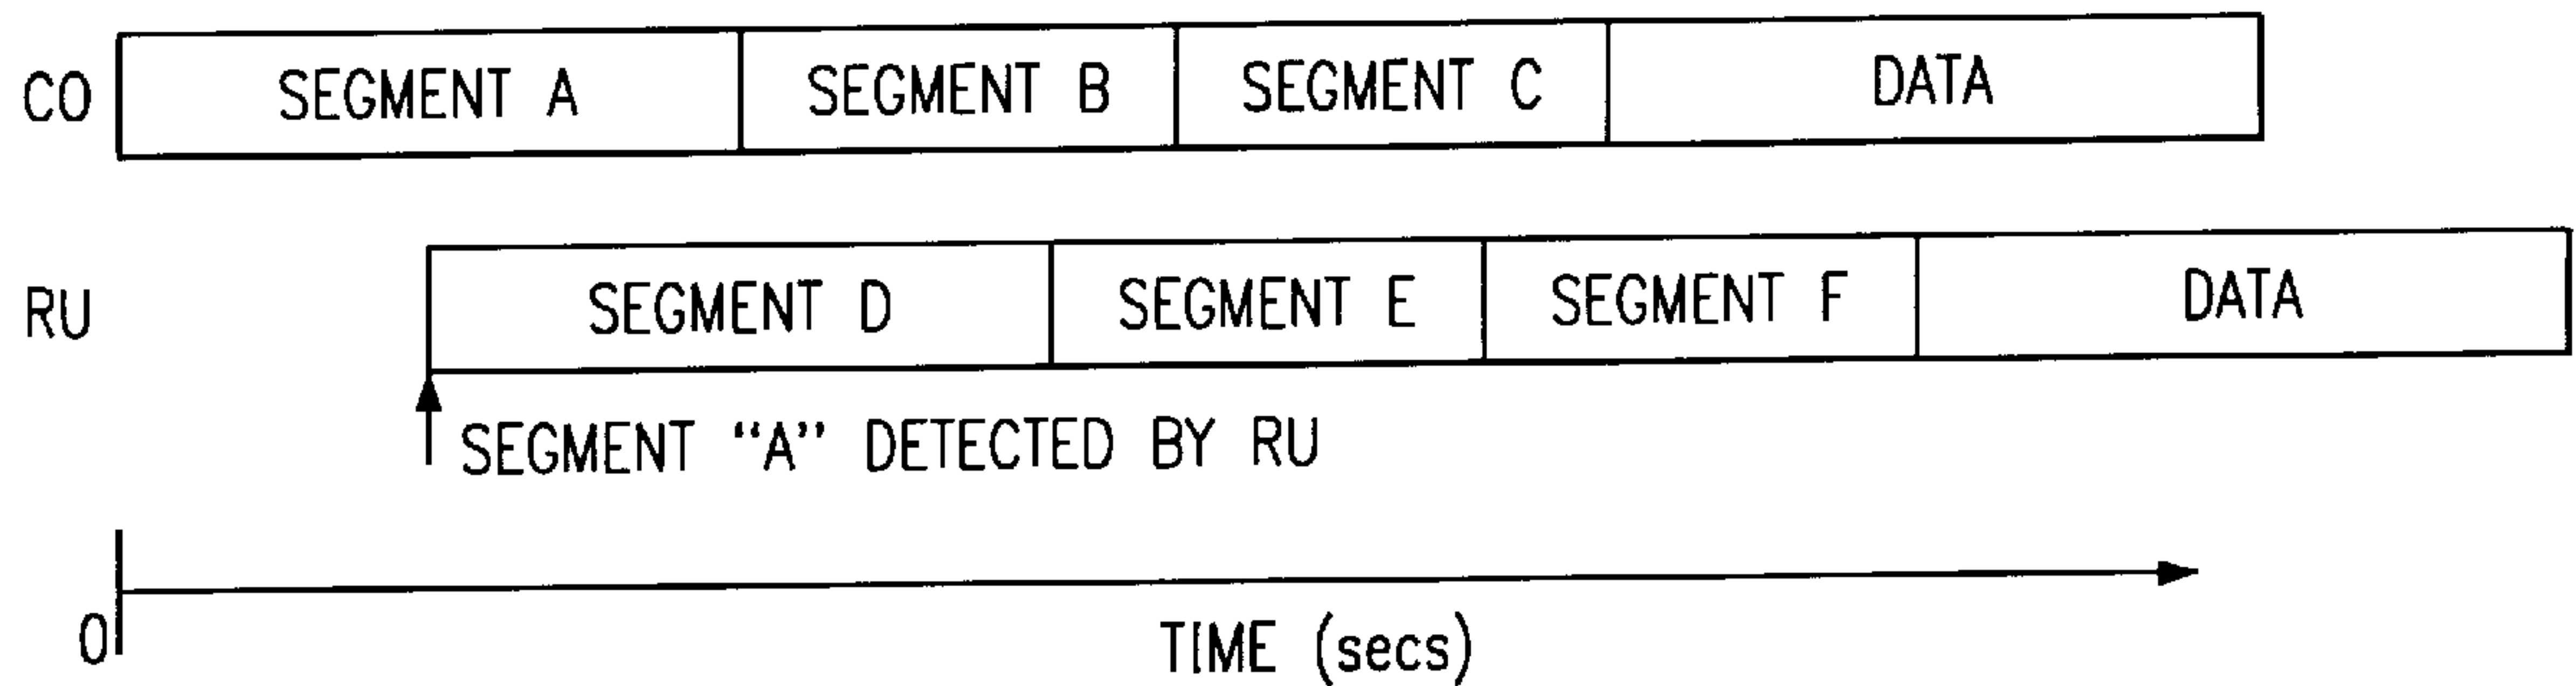 CO SEGMENT A SEGMENT B SEGMENT C DATA
RU SEGMENT D SEGMENT E SEGMENT F DATA
SEGMENT “A” DETECTED BY RU
0
TIME (secs)